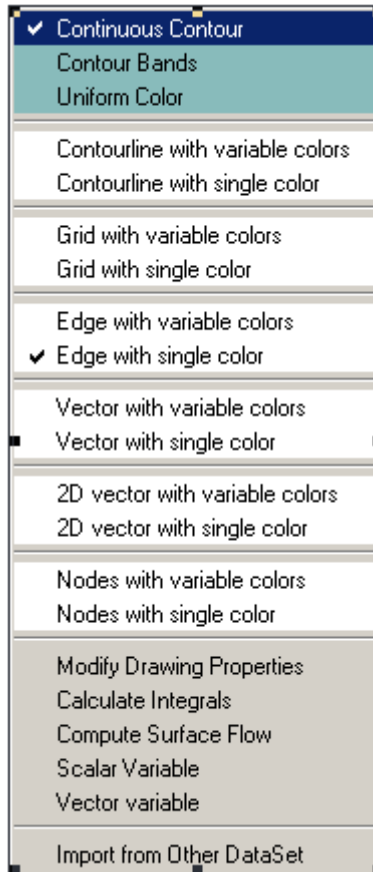 Continuous Contour
Contour Bands
Uniform Color
Contourline with variable colors
Contourline with single color
Grid with variable colors
Grid with single color
Edge with variable colors
Edge with single color
Vector with variable colors
Vector with single color
2D vector with variable colors
2D vector with single color
Nodes with variable colors
Nodes with single color
Modify Drawing Properties
Calculate Integrals
Compute Surface Flow
Scalar Variable
Vector variable
Import from Other DataSet